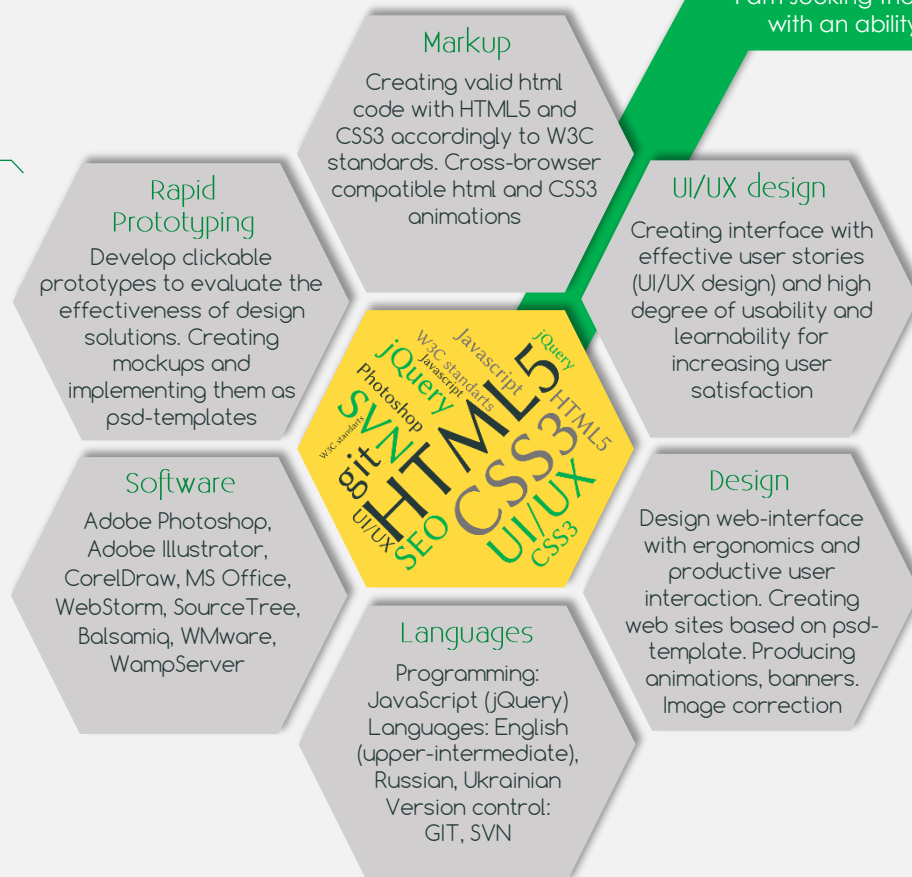 I am seeking
with an ability
Markup
Creating valid html
code with HTML5 and
CSS3 accordingly to W3C
standards. Cross-browser
compatible html and CSS3
animations
Rapid
Prototyping
Develop clickable
prototypes to evaluate the
effectiveness of design
solutions. Creating
mockups and
implementing them as
psd-templates
UI/UX design
Creating interface with
effective user stories
(UI/UX design) and high
degree of usability and
learnability for
increasing user
satisfaction
jQuery
Javascript
W3C standarts
Javascript
jQuery
Photoshop
HTML5
HTML5
SVN
W3C standarts
git
CSS3
UI/UX
UI/UX
SEO
CSS3
Software
Adobe Photoshop,
Adobe Illustrator,
CorelDraw, MS Office,
WebStorm, SourceTree,
Balsamiq, WMware,
WampServer
Design
Design web-interface
with ergonomics and
productive user
interaction. Creating
web sites based on psd-
template. Producing
animations, banners.
Image correction
Languages
Programming:
JavaScript (jQuery)
Languages: English
(upper-intermediate),
Russian, Ukrainian
Version control:
GIT, SVN